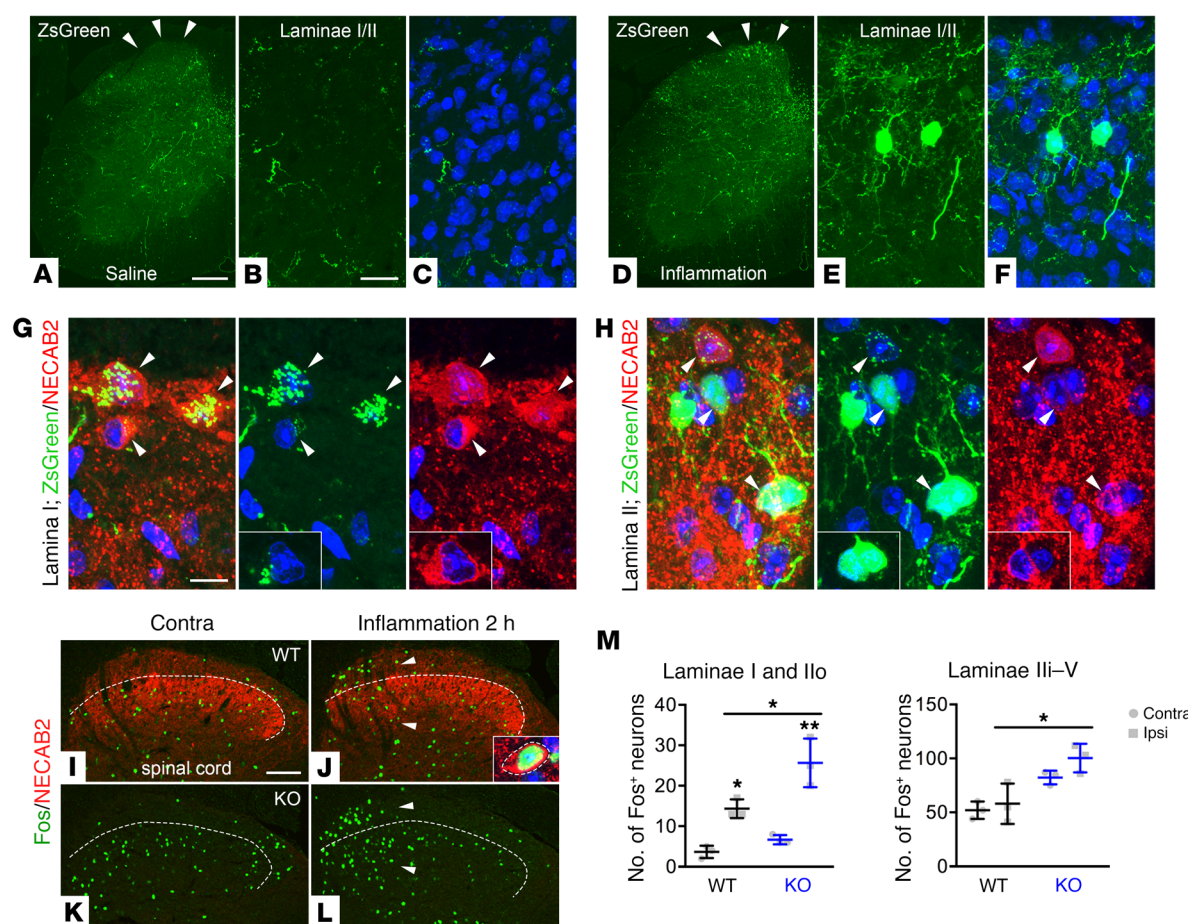 ZsGreen
Laminae I/II
Saline
A
B
C
ZsGreen
Laminae I/II
Inflammation
D
E
F
G
Lamina I; ZsGreen/NECAB2
H
Lamina II; ZsGreen/NECAB2
Contra
Inflammation 2 h
Fos/NECAB2
WT
I
spinal cord
J
KO
K
L
M
Laminae I and IIo
No. of Fos+ neurons
40
30
20
10
0
*
**
*
WT
KO
Laminae IIi–V
No. of Fos+ neurons
150
100
50
0
*
WT
KO
Contra
Ipsi